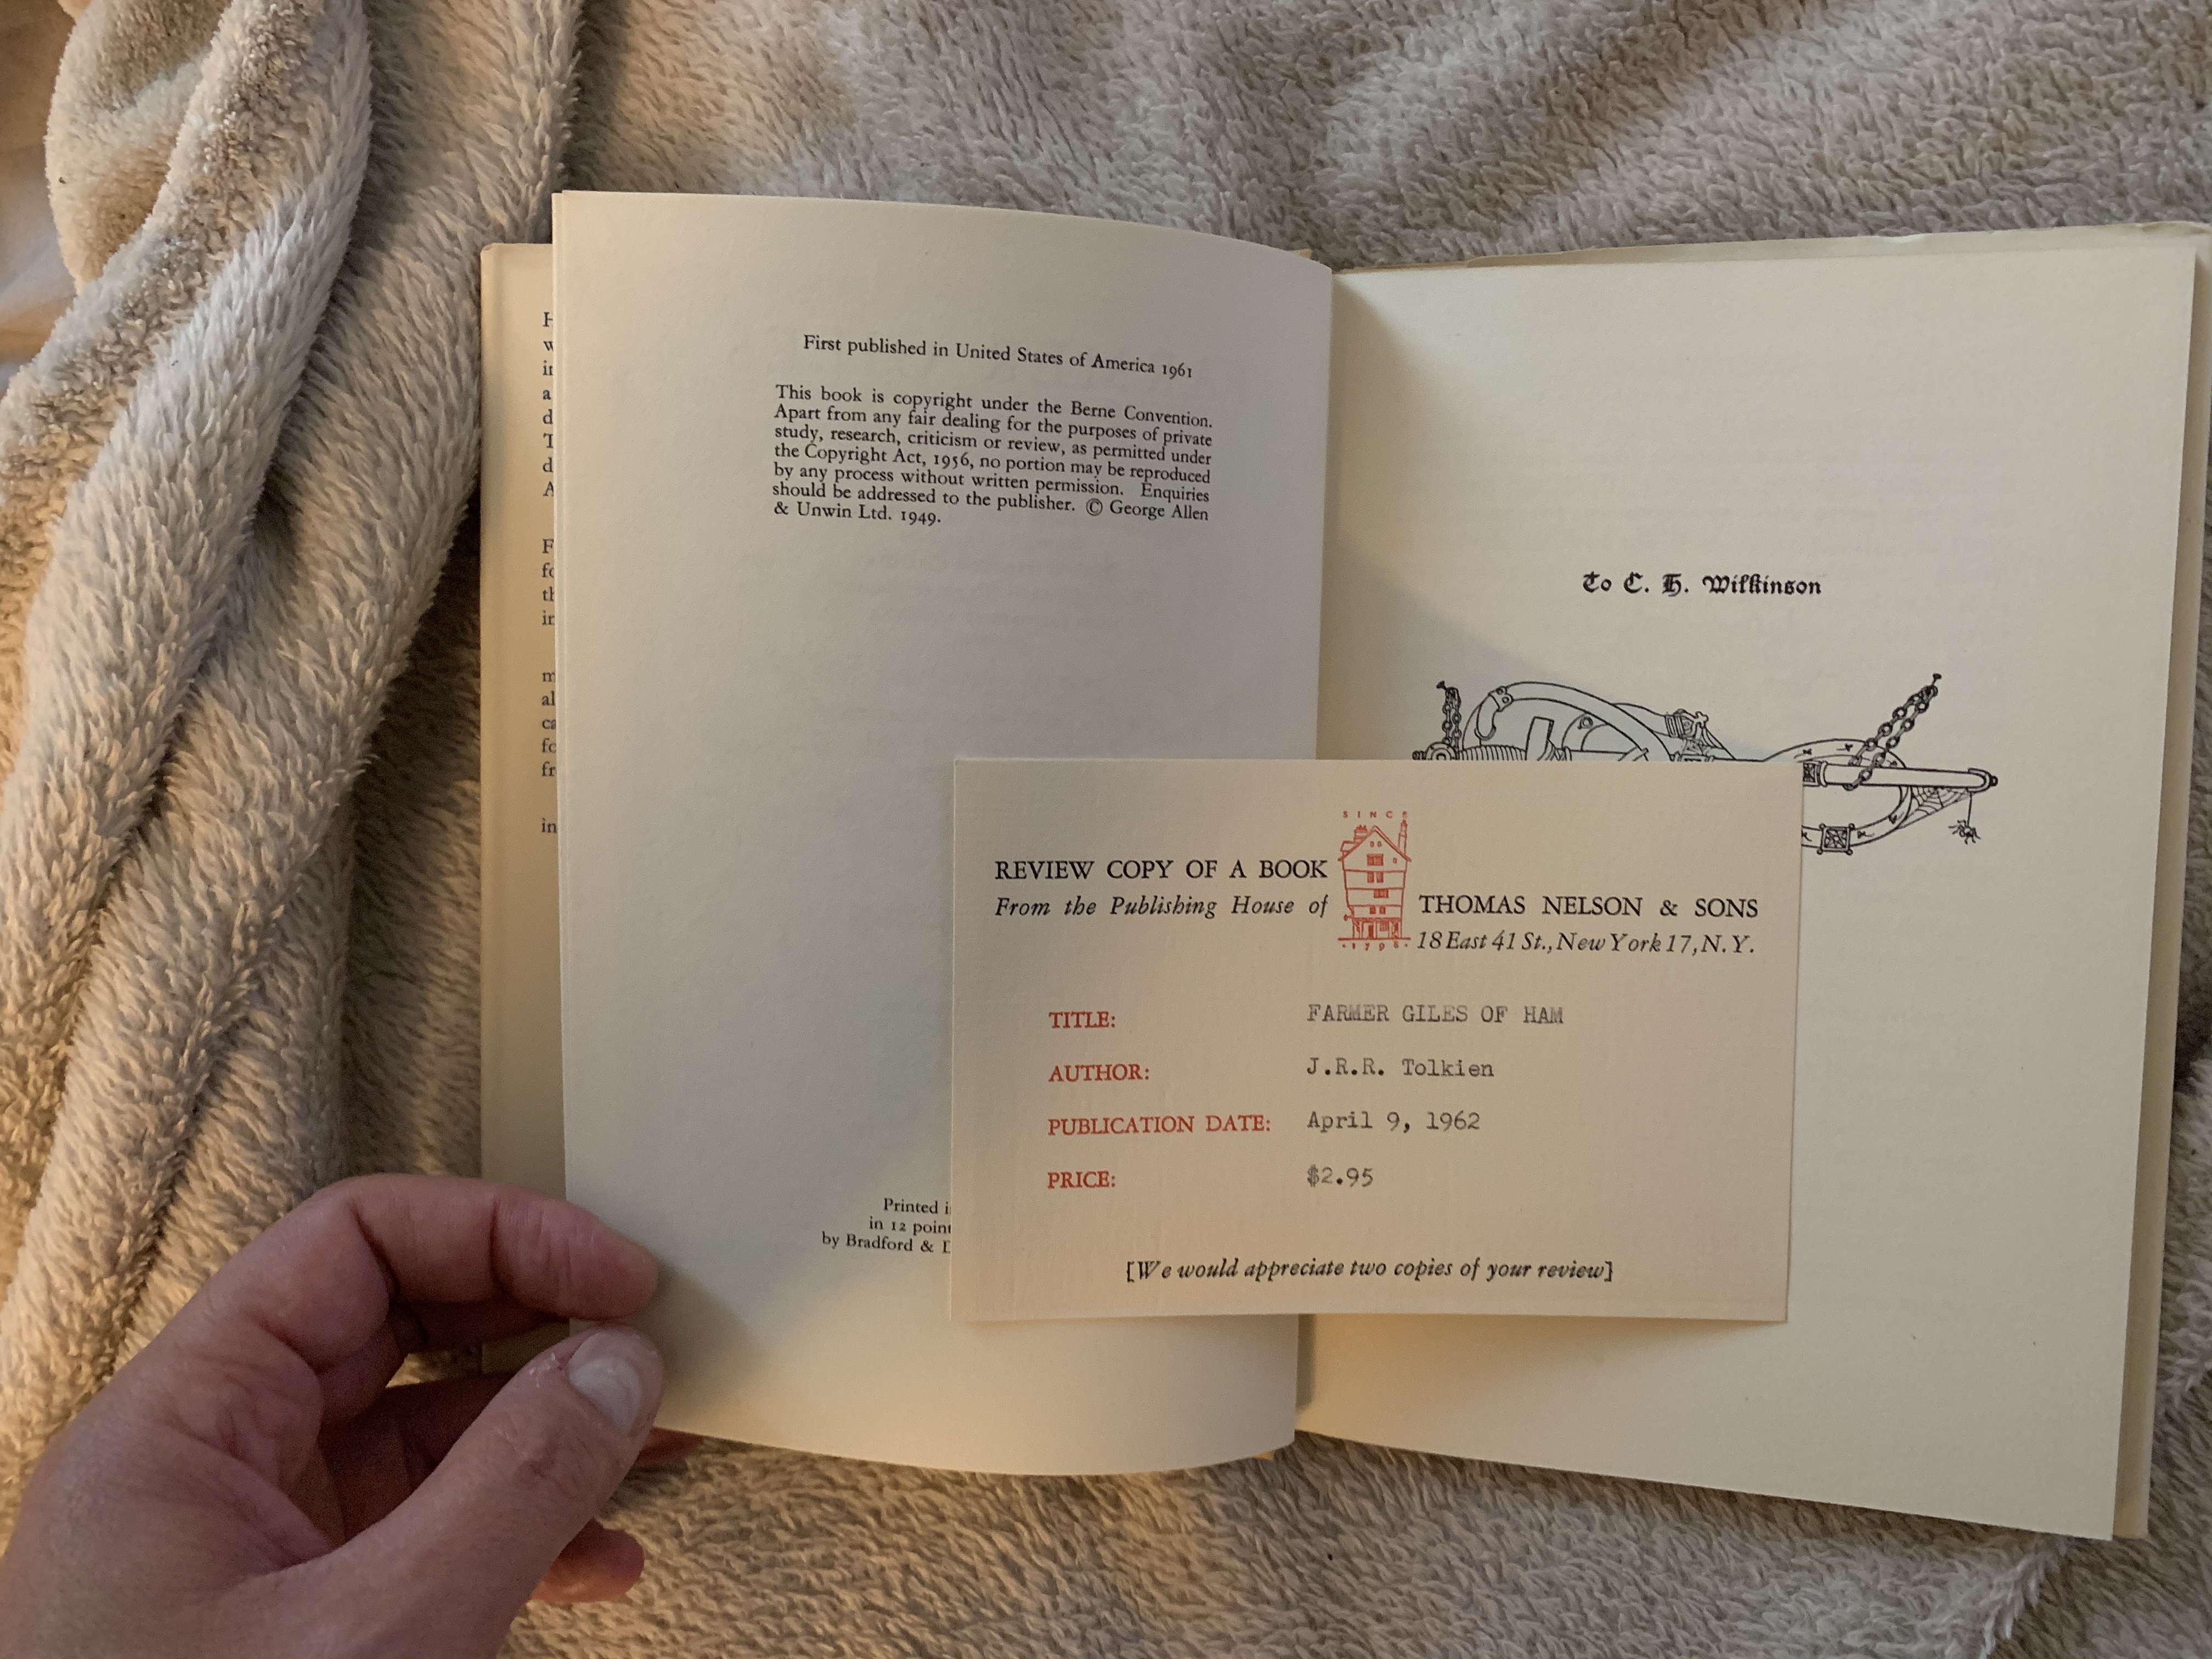 First published in United States of America 1961
This book is copyright under the Berne Convention.
Apart from any fair dealing for the purposes of private
study, research, criticism or review, as permitted under
the Copyright Act, 1956, no portion may be reproduced
by any process without written permission. Enquiries
should be addressed to the publisher. © George Allen
& Unwin Ltd. 1949.
Printed
in 12 point
by Bradford &
To C. H. Wilkinson
SINCE
REVIEW COPY OF A BOOK
From the Publishing House of
THOMAS NELSON & SONS
18 East 41 St., New York 17, N. Y.
·1798·
TITLE: FARMER GILES OF HAM
AUTHOR: J.R.R. Tolkien
PUBLICATION DATE: April 9, 1962
PRICE: $2.95
[We would appreciate two copies of your review]